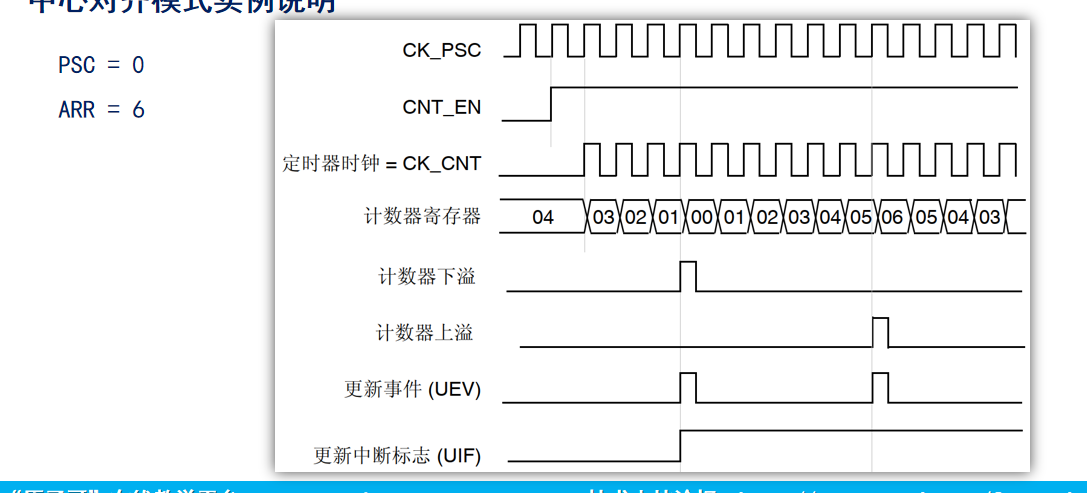 中心对齐模式实例说明
PSC = 0
ARR = 6
CK_PSC
CNT_EN
定时器时钟 = CK_CNT
计数器寄存器 04 03 02 01 00 01 02 03 04 05 06 05 04 03
计数器下溢
计数器上溢
更新事件 (UEV)
更新中断标志 (UIF)